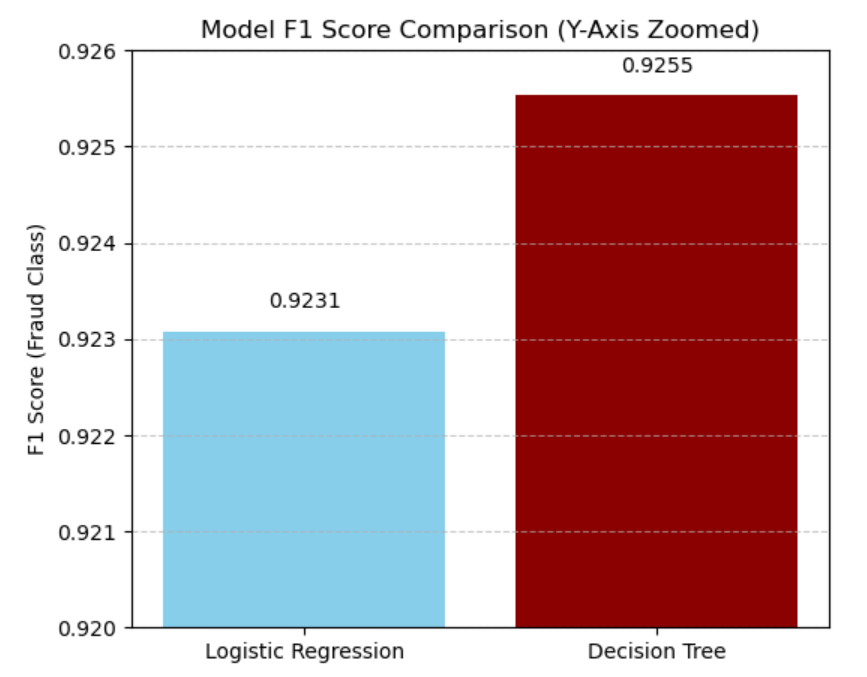 Model F1 Score Comparison (Y-Axis Zoomed)
F1 Score (Fraud Class)
0.926
0.925
0.924
0.923
0.922
0.921
0.920
0.9231
0.9255
Logistic Regression
Decision Tree